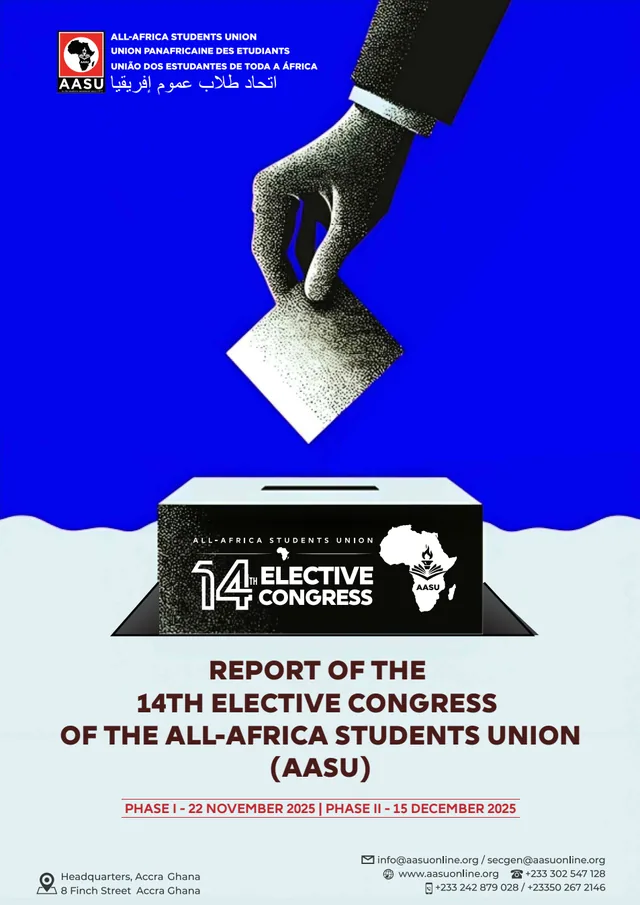 ALL-AFRICA STUDENTS UNION
UNION PANAFRICAINE DES ETUDIANTS
UNIÃO DOS ESTUDANTES DE TODA A ÁFRICA
اتحاد طلاب عموم إفريقيا
AASU
ALL-AFRICA STUDENTS UNION
14TH ELECTIVE
CONGRESS
AASU
REPORT OF THE
14TH ELECTIVE CONGRESS
OF THE ALL-AFRICA STUDENTS UNION
(AASU)
PHASE I - 22 NOVEMBER 2025 | PHASE II - 15 DECEMBER 2025
Headquarters, Accra Ghana
8 Finch Street Accra Ghana
info@aasuonline.org / secgen@aasuonline.org
www.aasuonline.org +233 302 547 128
+233 242 879 028 / +23350 267 2146